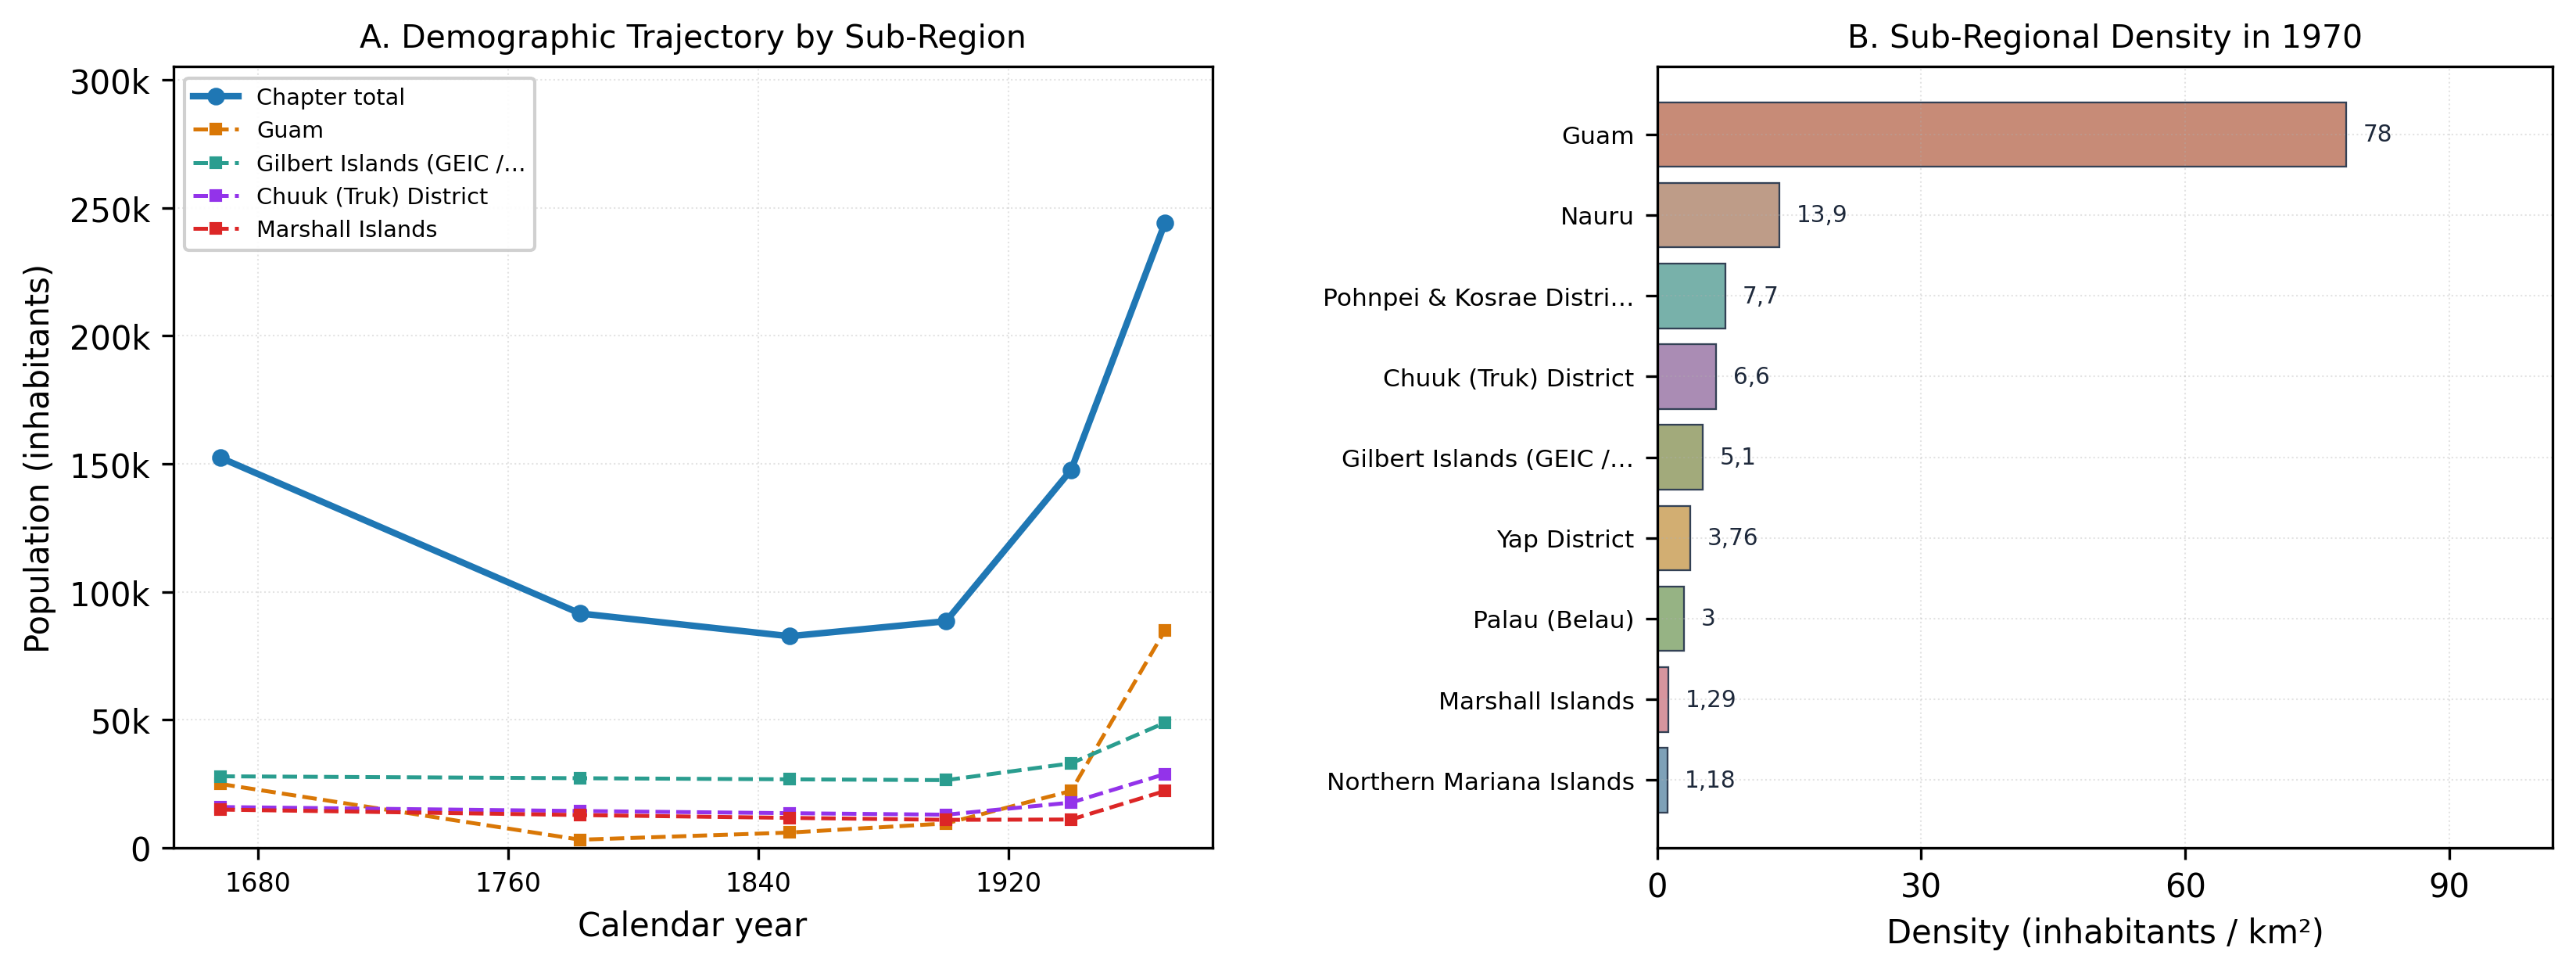 A. Demographic Trajectory by Sub-Region
300k
250k
200k
150k
100k
50k
0
Population (inhabitants)
Chapter total
Guam
Gilbert Islands (GEIC /…
Chuuk (Truk) District
Marshall Islands
1680
1760
1840
1920
Calendar year
B. Sub-Regional Density in 1970
Guam
78
Nauru
13,9
Pohnpei & Kosrae Distri…
7,7
Chuuk (Truk) District
6,6
Gilbert Islands (GEIC /…
5,1
Yap District
3,76
Palau (Belau)
3
Marshall Islands
1,29
Northern Mariana Islands
1,18
0
30
60
90
Density (inhabitants / km²)